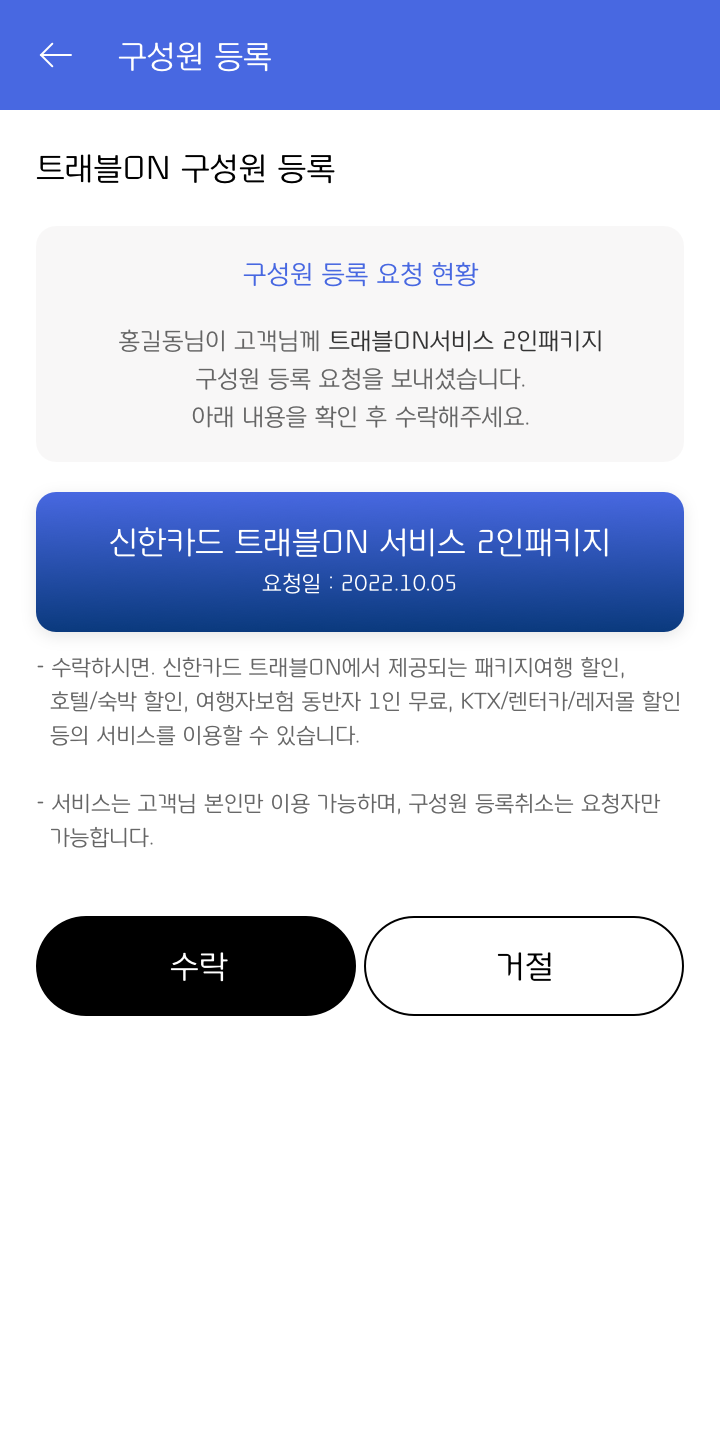 구성원 등록
트래블ON 구성원 등록
구성원 등록 요청 현황
홍길동님이 고객님께 트래블ON서비스 2인패키지
구성원 등록 요청을 보내셨습니다.
아래 내용을 확인 후 수락해주세요.
신한카드 트래블ON 서비스 2인패키지
요청일 : 2022.10.05
- 수락하시면. 신한카드 트래블ON에서 제공되는 패키지여행 할인,
호텔/숙박 할인, 여행자보험 동반자 1인 무료, KTX/렌터카/레저몰 할인
등의 서비스를 이용할 수 있습니다.
- 서비스는 고객님 본인만 이용 가능하며, 구성원 등록취소는 요청자만
가능합니다.
수락 거절